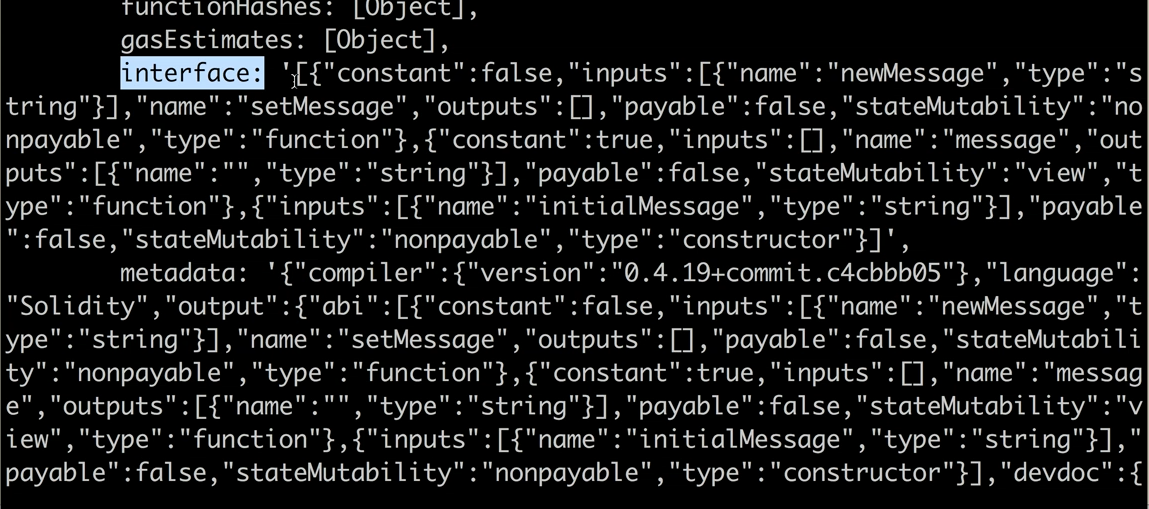 functionHashes: [Object],
gasEstimates: [Object],
interface: '[{"constant":false,"inputs":[{"name":"newMessage","type":"s
tring"}],"name":"setMessage","outputs":[],"payable":false,"stateMutability":"no
npayable","type":"function"},{"constant":true,"inputs":[],"name":"message","out
puts":[{"name":"","type":"string"}],"payable":false,"stateMutability":"view","t
ype":"function"},{"inputs":[{"name":"initialMessage","type":"string"}],"payable
":false,"stateMutability":"nonpayable","type":"constructor"}]',
metadata: '{"compiler":{"version":"0.4.19+commit.c4cbbb05"},"language":
"Solidity","output":{"abi":[{"constant":false,"inputs":[{"name":"newMessage","t
ype":"string"}],"name":"setMessage","outputs":[],"payable":false,"stateMutabili
ty":"nonpayable","type":"function"},{"constant":true,"inputs":[],"name":"messag
e","outputs":[{"name":"","type":"string"}],"payable":false,"stateMutability":"v
iew","type":"function"},{"inputs":[{"name":"initialMessage","type":"string"}],"
payable":false,"stateMutability":"nonpayable","type":"constructor"}],"devdoc":{